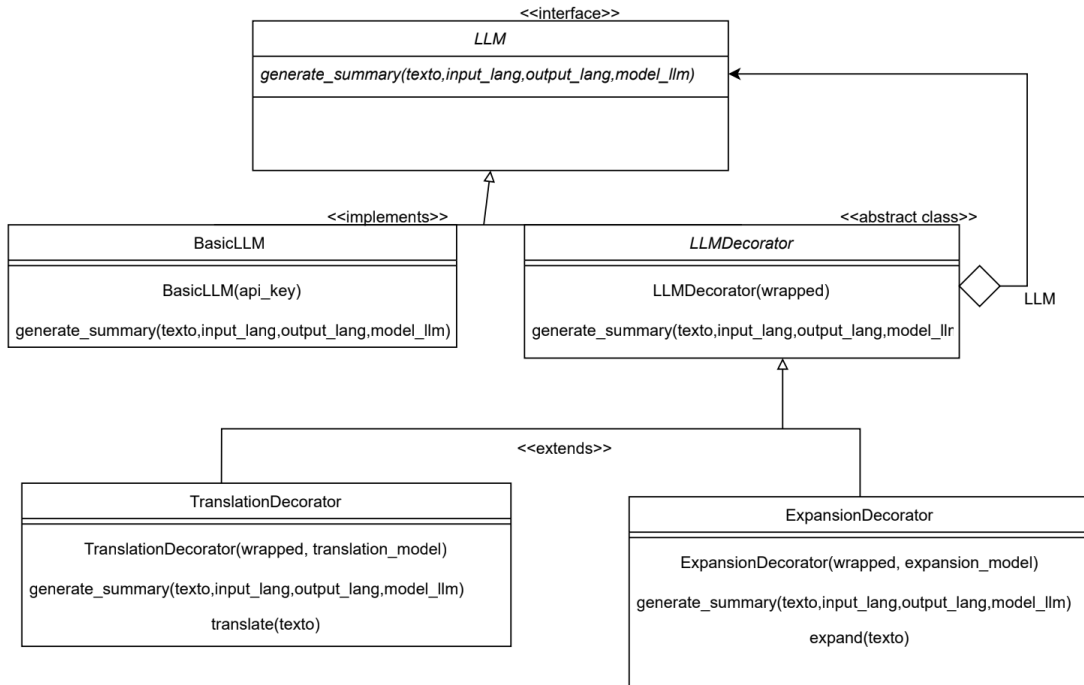 <<interface>>
LLM
generate_summary(texto,input_lang,output_lang,model_llm)
<<implements>>
<<abstract class>>
BasicLLM
BasicLLM(api_key)
generate_summary(texto,input_lang,output_lang,model_llm)
LLMDecorator
LLMDecorator(wrapped)
generate_summary(texto,input_lang,output_lang,model_llr
LLM
<<extends>>
TranslationDecorator
TranslationDecorator(wrapped, translation_model)
generate_summary(texto,input_lang,output_lang,model_llm)
translate(texto)
ExpansionDecorator
ExpansionDecorator(wrapped, expansion_model)
generate_summary(texto,input_lang,output_lang,model_llm)
expand(texto)